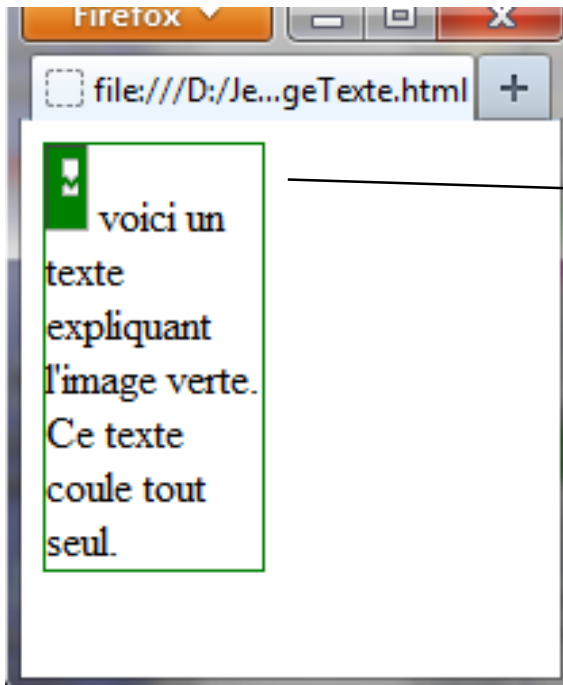 Firefox
file:///D:/Je...geTexte.html
voici un
texte
expliquant
l'image verte.
Ce texte
coule tout
seul.